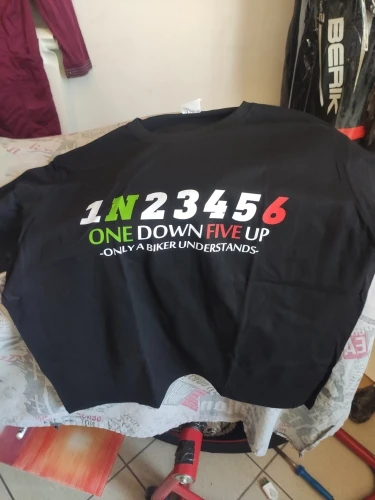 BERIK
1N23456
ONE DOWN FIVE UP
-ONLY A BIKER UNDERSTANDS-